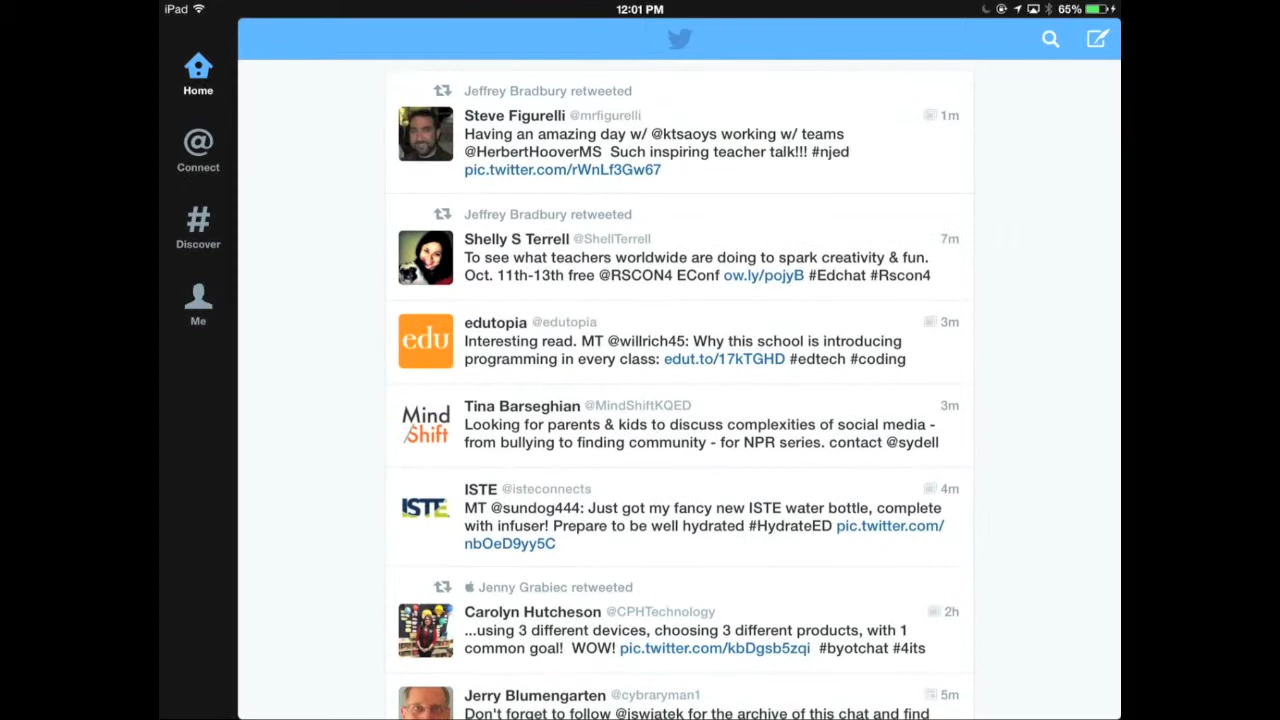 iPad 12:01 PM 65%
Home
Connect
Discover
Me
Jeffrey Bradbury retweeted
Steve Figurelli @mrfigurelli 1m
Having an amazing day w/ @ktsaoys working w/ teams
@HerbertHooverMS  Such inspiring teacher talk!!! #njed
pic.twitter.com/rWnLf3Gw67
Jeffrey Bradbury retweeted
Shelly S Terrell @ShellTerrell 7m
To see what teachers worldwide are doing to spark creativity & fun.
Oct. 11th-13th free @RSCON4 EConf ow.ly/pojyB #Edchat #Rscon4
edu
edutopia @edutopia 3m
Interesting read. MT @willrich45: Why this school is introducing
programming in every class: edut.to/17kTGHD #edtech #coding
Mind
Shift
Tina Barseghian @MindShiftKQED 3m
Looking for parents & kids to discuss complexities of social media -
from bullying to finding community - for NPR series. contact @sydell
ISTE
ISTE @isteconnects 4m
MT @sundog444: Just got my fancy new ISTE water bottle, complete
with infuser! Prepare to be well hydrated #HydrateED pic.twitter.com/
nbOeD9yy5C
Jenny Grabiec retweeted
Carolyn Hutcheson @CPHTechnology 2h
...using 3 different devices, choosing 3 different products, with 1
common goal!  WOW! pic.twitter.com/kbDgsb5zqi  #byotchat #4its
Jerry Blumengarten @cybraryman1 5m
Don't forget to follow @jswiatek for the archive of this chat and find